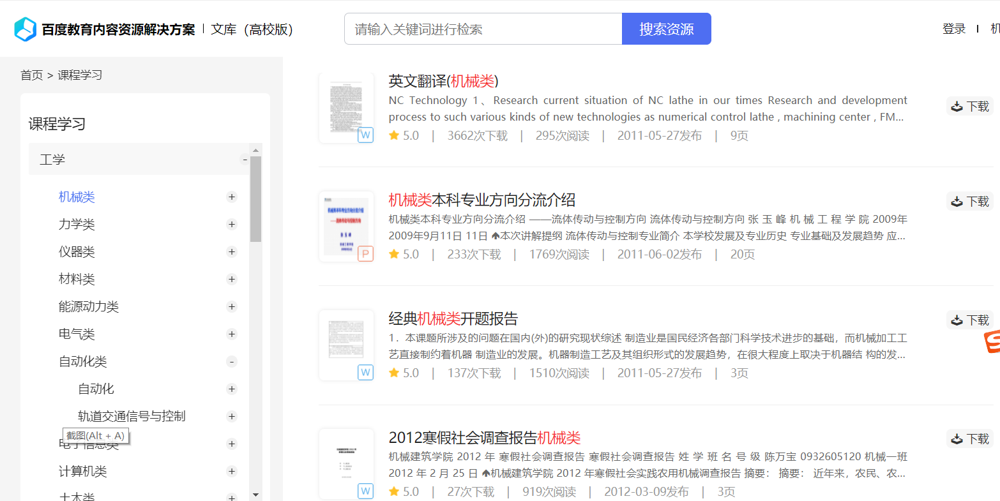 百度教育内容资源解决方案 | 文库 (高校版)
请输入关键词进行检索
搜索资源
登录
首页 > 课程学习
课程学习
工学 -
机械类 +
力学类 +
仪器类 +
材料类 +
能源动力类 +
电气类 +
自动化类 -
自动化 +
轨道交通信号与控制 +
截图(Alt + A)
电子信息类 +
计算机类 +
土木类 +
英文翻译(机械类)
NC Technology 1、Research current situation of NC lathe in our times Research and development
process to such various kinds of new technologies as numerical control lathe , machining center , FM...
5.0 | 3662次下载 | 295次阅读 | 2011-05-27发布 | 9页
W
下载
机械类本科专业方向分流介绍
机械类本科专业方向分流介绍 ——流体传动与控制方向 流体传动与控制方向 张 玉 峰 机 械 工 程 学 院 2009年
2009年9月11日 11日 本次讲解提纲 流体传动与控制专业简介 本学校发展及专业历史 专业基础及发展趋势 应...
5.0 | 233次下载 | 1769次阅读 | 2011-06-02发布 | 20页
机械类本科专业方向分流介绍
——流体传动与控制方向
P
下载
经典机械类开题报告
1．本课题所涉及的问题在国内(外)的研究现状综述 制造业是国民经济各部门科学技术进步的基础，而机械加工工
艺直接制约着机器 制造业的发展。机器制造工艺及其组织形式的发展趋势，在很大程度上取决于机器结 构的发...
5.0 | 137次下载 | 1510次阅读 | 2011-05-27发布 | 3页
W
下载
2012寒假社会调查报告机械类
机械建筑学院 2012 年 寒假社会调查报告 寒假社会调查报告 姓 学 班 名 号 级 陈万宝 0932605120 机械一班
2012 年 2 月 25 日 机械建筑学院 2012 年寒假社会实践农用机械调查报告 摘要： 摘要： 近年来，农民、农...
5.0 | 27次下载 | 919次阅读 | 2012-03-09发布 | 3页
W
下载